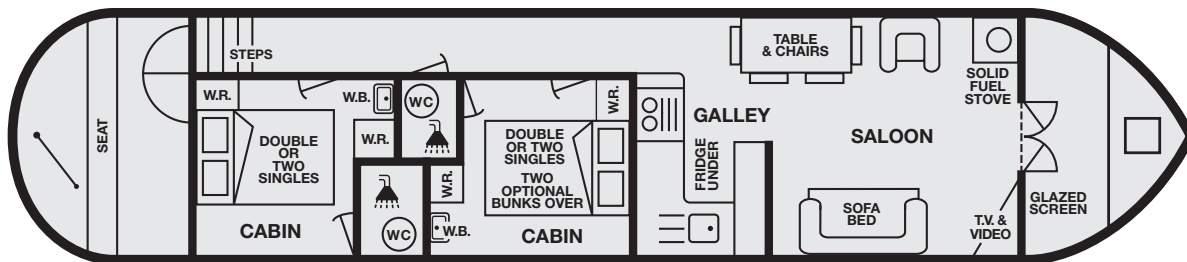 SEAT
STEPS
W.R.
W.B.
WC
W.R.
DOUBLE
OR
TWO
SINGLES
CABIN
WC
W.R.
W.B.
W.R.
DOUBLE
OR TWO
SINGLES
TWO
OPTIONAL
BUNKS OVER
CABIN
GALLEY
FRIDGE
UNDER
TABLE
& CHAIRS
SALOON
SOFA
BED
SOLID
FUEL
STOVE
T.V. &
VIDEO
GLAZED
SCREEN